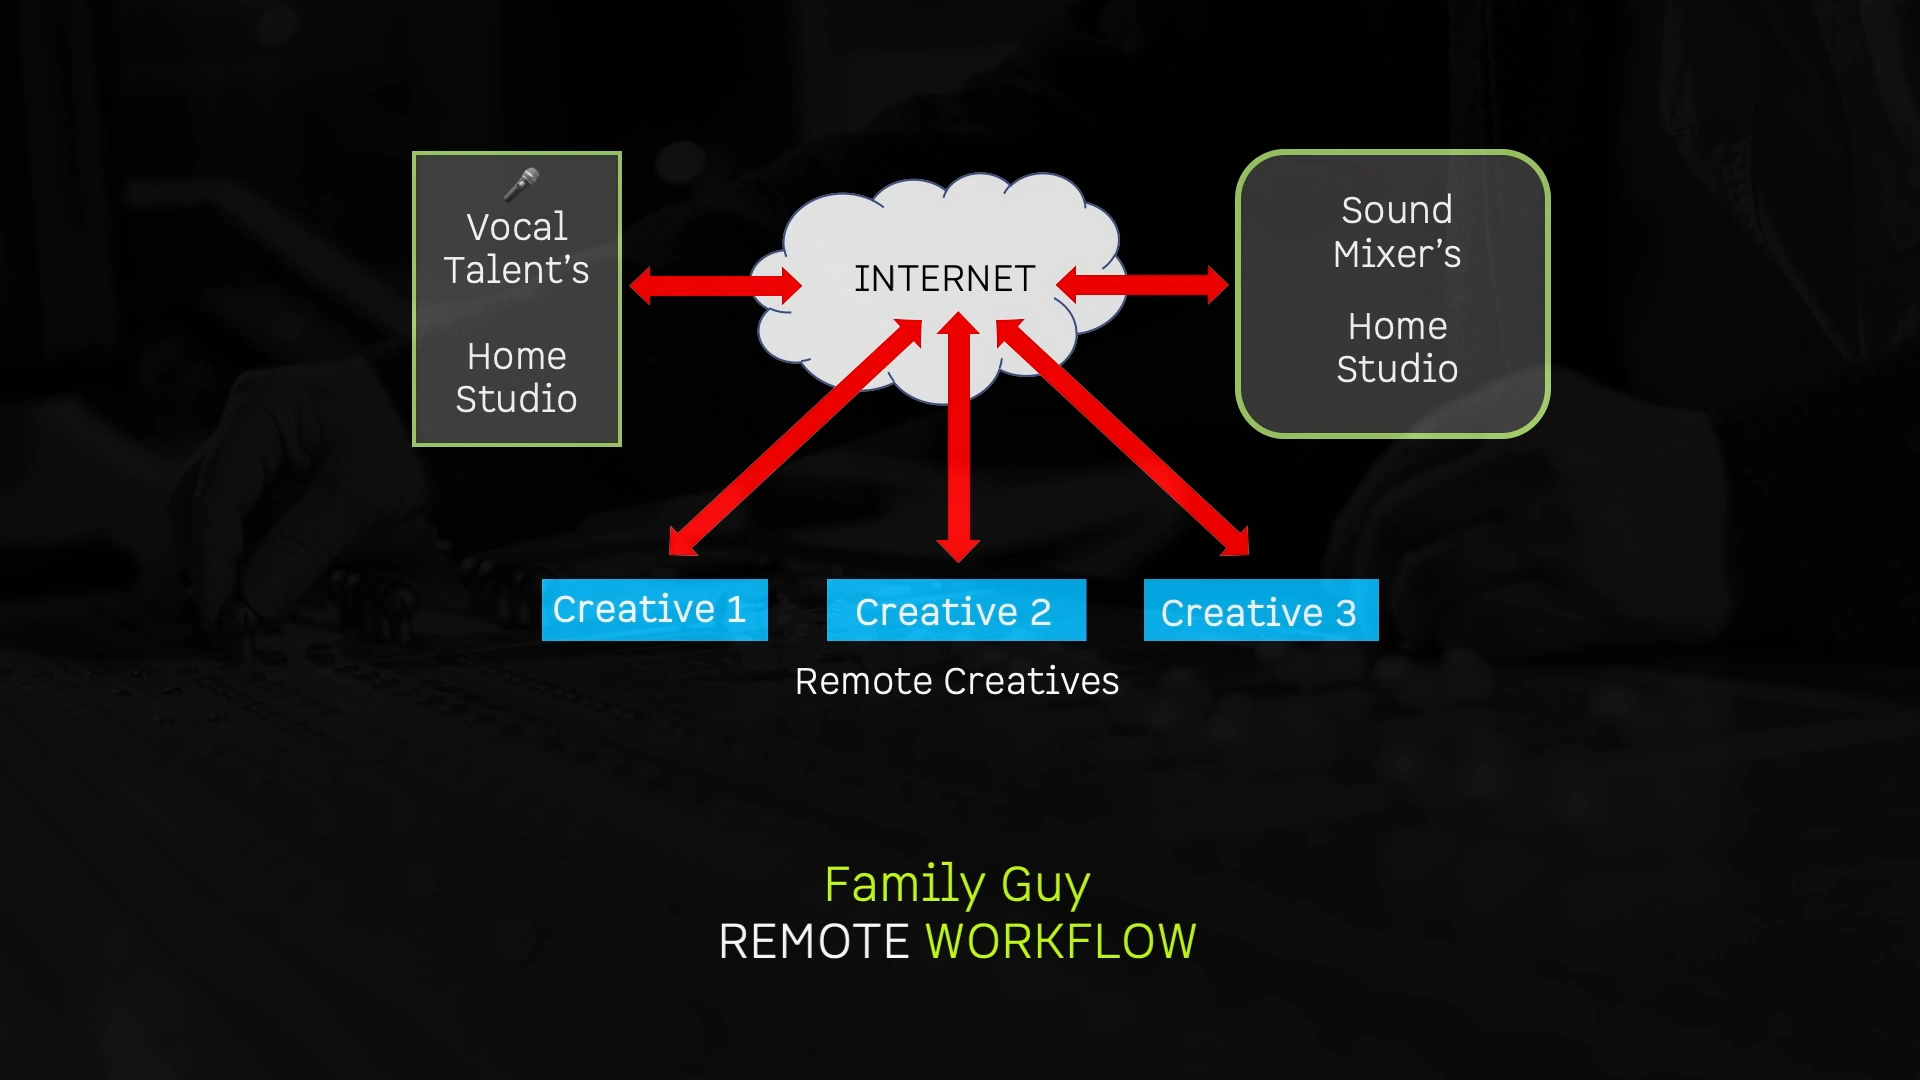 Vocal
Talent’s
Home
Studio
INTERNET
Sound
Mixer’s
Home
Studio
Creative 1
Creative 2
Creative 3
Remote Creatives
Family Guy
REMOTE WORKFLOW